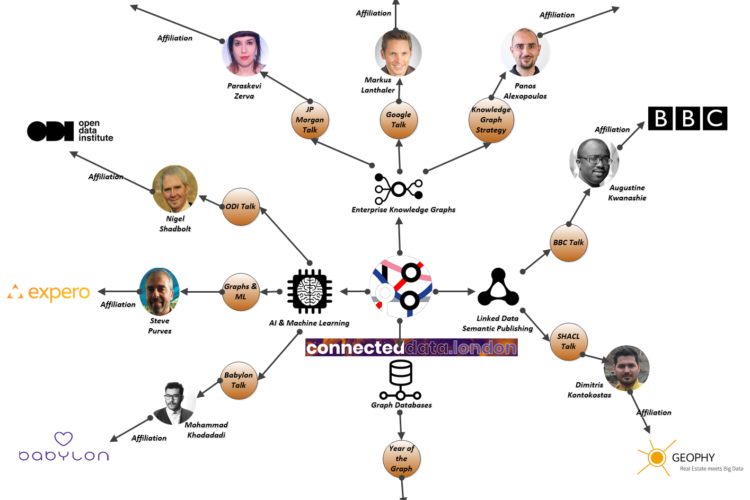 Affiliation
Affiliation
Affiliation
Paraskevi
Zerva
Markus
Lanthaler
Panos
Alexopoulos
JP
Morgan
Talk
Google
Talk
Knowledge
Graph
Strategy
ODI
open
data
institute
BBC
Affiliation
Affiliation
Augustine
Kwanashie
Nigel
Shadbolt
ODI Talk
Enterprise Knowledge Graphs
BBC Talk
expero
Affiliation
Steve
Purves
Graphs &
ML
AI & Machine Learning
Linked Data
Semantic Publishing
connecteddata.london
SHACL
Talk
Babylon
Talk
Graph Databases
Dimitris
Kontokostas
Affiliation
Mohammad
Khodadadi
Affiliation
babylon
Year of
the
Graph
GEOPHY
Real Estate meets Big Data